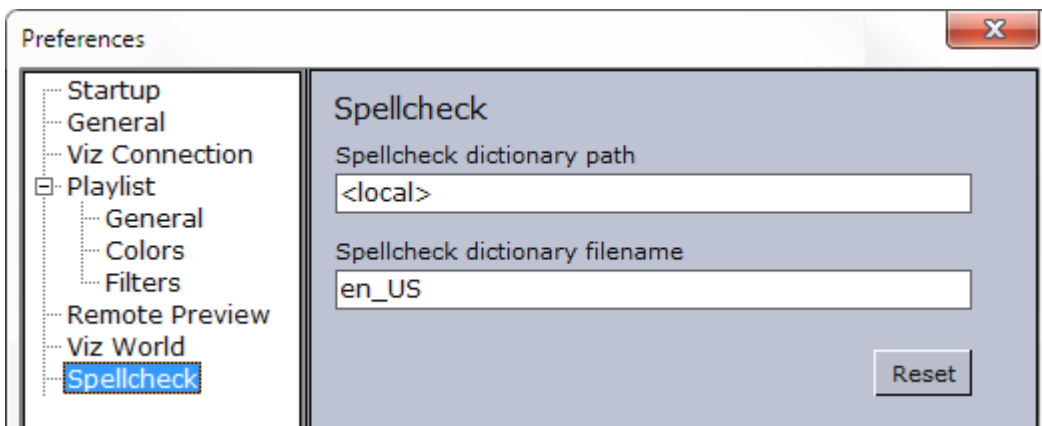 Preferences
Startup
General
Viz Connection
Playlist
General
Colors
Filters
Remote Preview
Viz World
Spellcheck
Spellcheck
Spellcheck dictionary path
<local>
Spellcheck dictionary filename
en_US
Reset